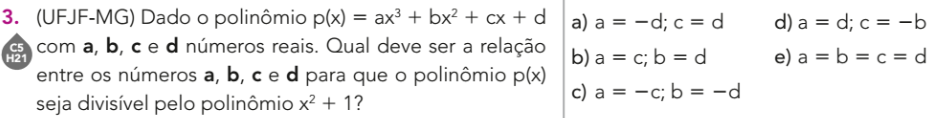 3. (UFJF-MG) Dado o polinômio p(x) = ax³ + bx² + cx + d
C5
H21
com a, b, c e d números reais. Qual deve ser a relação
entre os números a, b, c e d para que o polinômio p(x)
seja divisível pelo polinômio x² + 1?
a) a = −d; c = d
b) a = c; b = d
c) a = −c; b = −d
d) a = d; c = −b
e) a = b = c = d